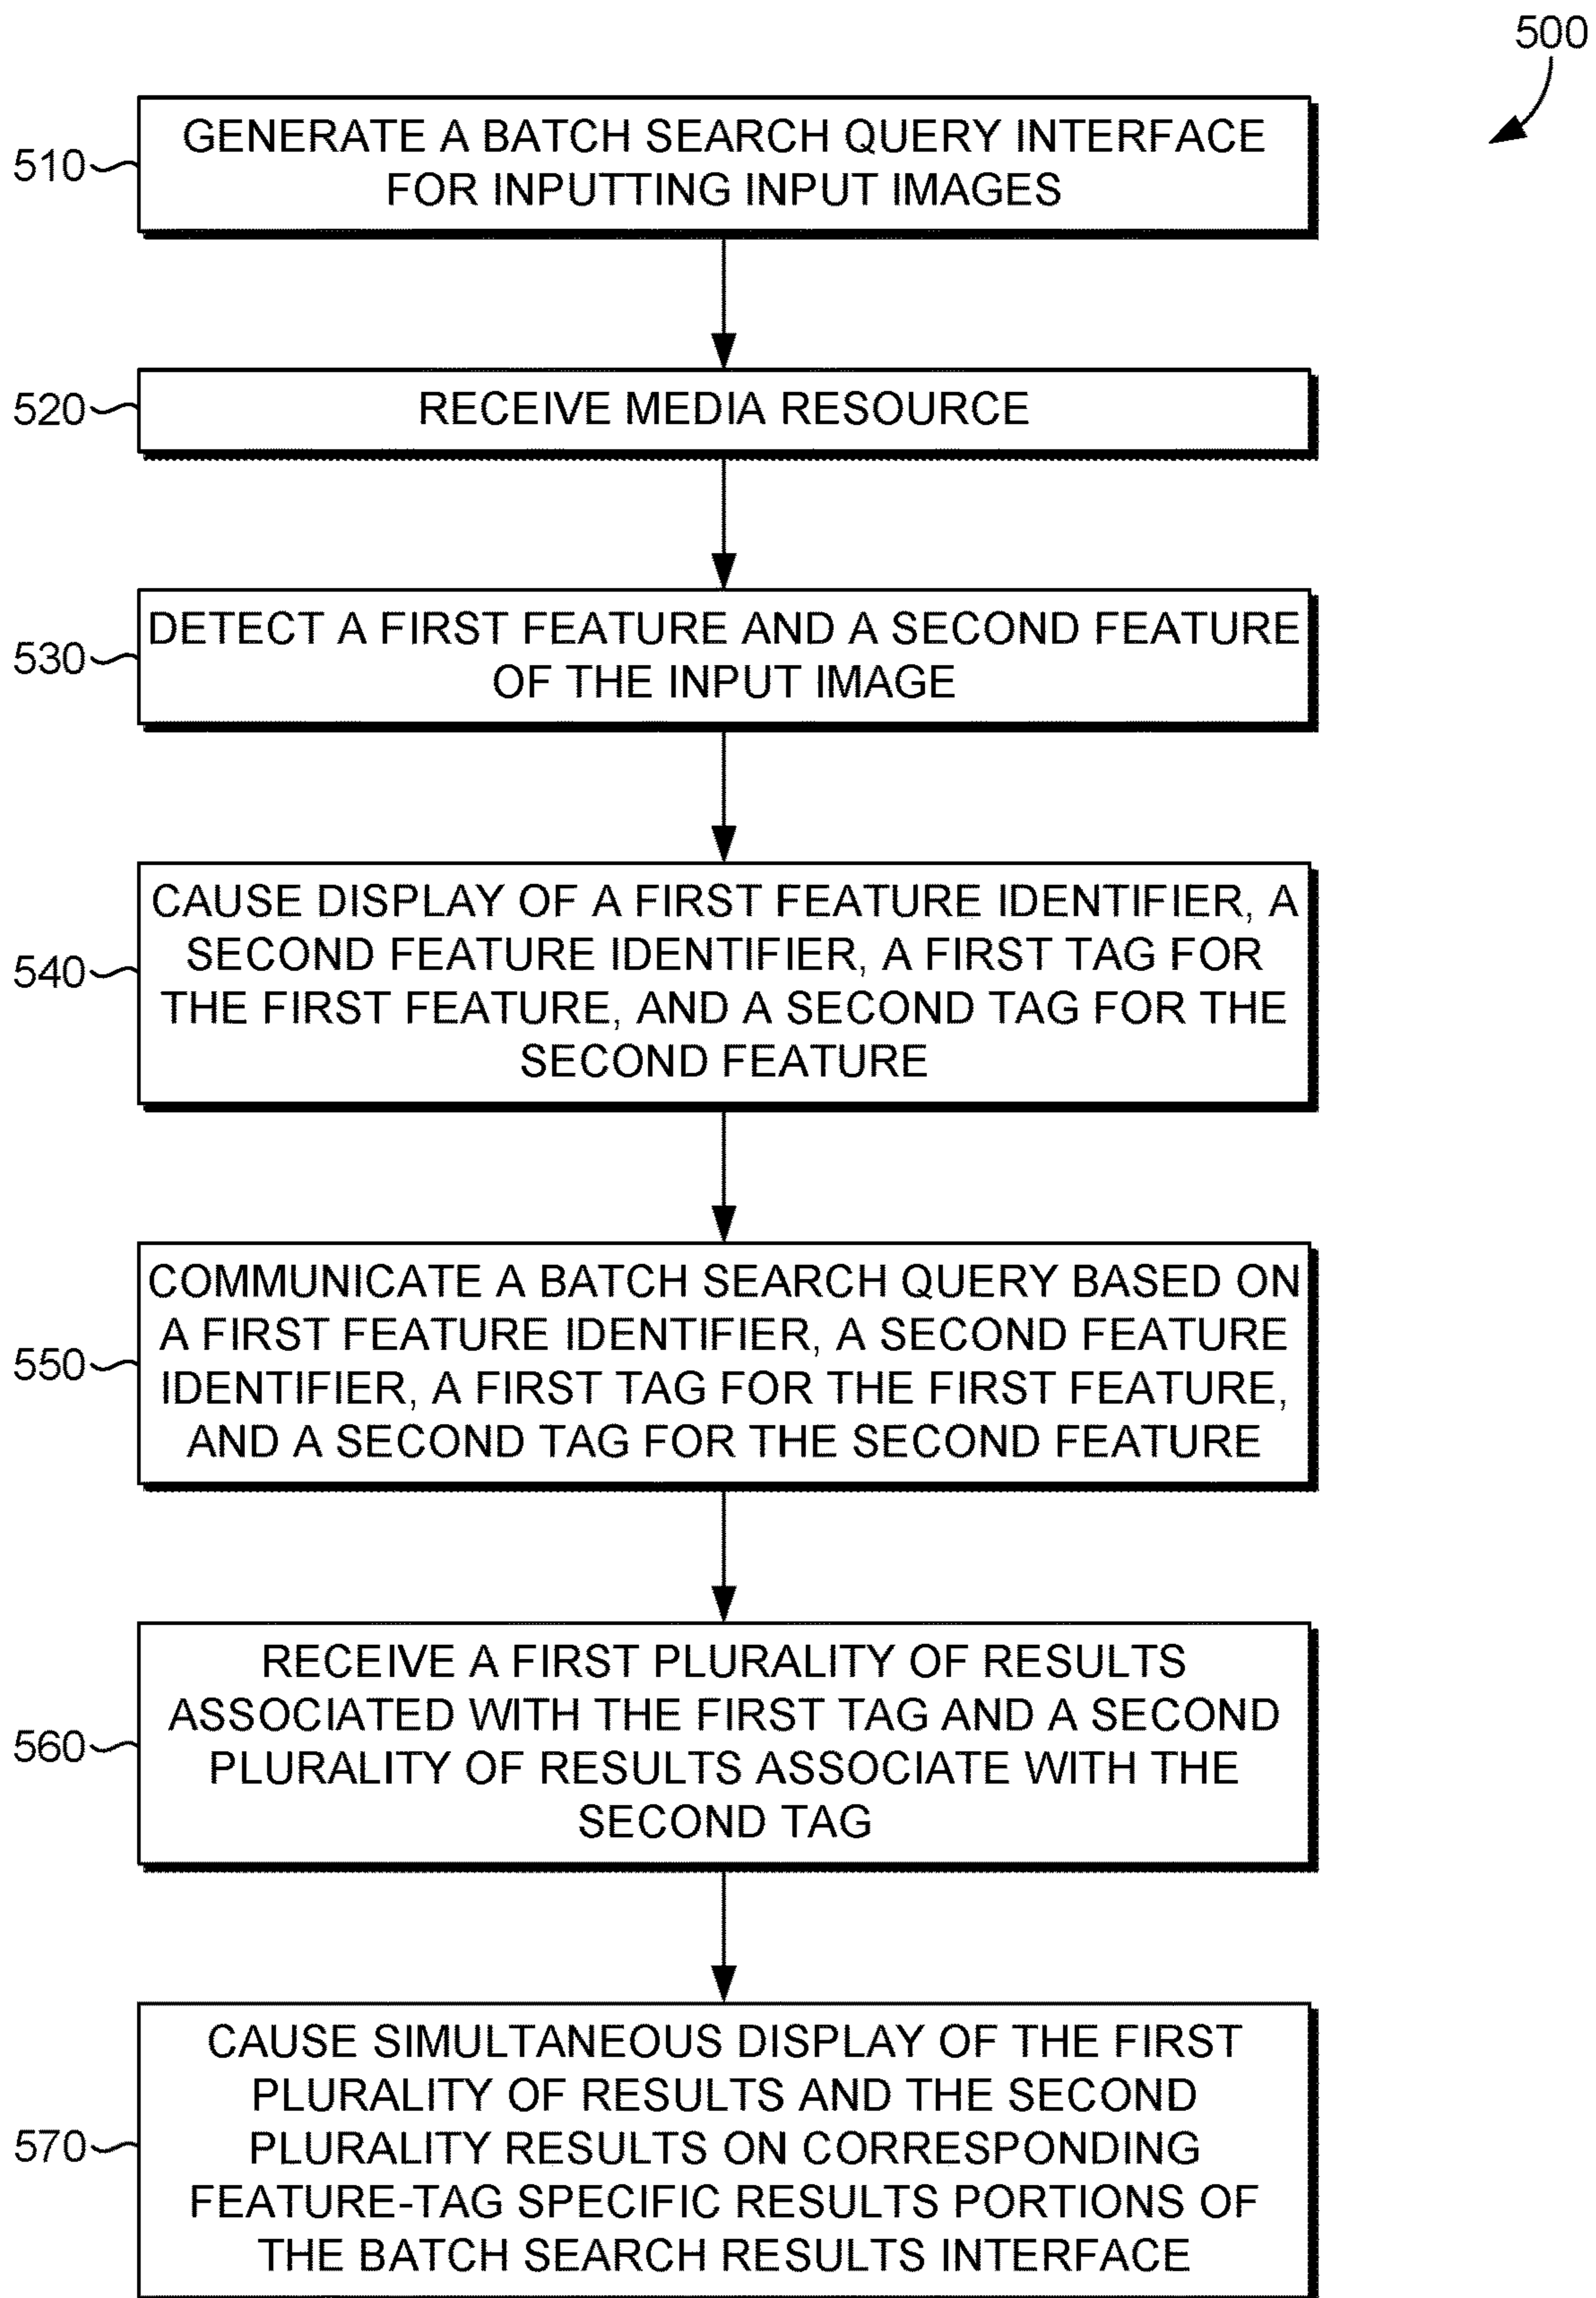 500
510
GENERATE A BATCH SEARCH QUERY INTERFACE
FOR INPUTTING INPUT IMAGES
520
RECEIVE MEDIA RESOURCE
530
DETECT A FIRST FEATURE AND A SECOND FEATURE
OF THE INPUT IMAGE
540
CAUSE DISPLAY OF A FIRST FEATURE IDENTIFIER, A
SECOND FEATURE IDENTIFIER, A FIRST TAG FOR
THE FIRST FEATURE, AND A SECOND TAG FOR THE
SECOND FEATURE
550
COMMUNICATE A BATCH SEARCH QUERY BASED ON
A FIRST FEATURE IDENTIFIER, A SECOND FEATURE
IDENTIFIER, A FIRST TAG FOR THE FIRST FEATURE,
AND A SECOND TAG FOR THE SECOND FEATURE
560
RECEIVE A FIRST PLURALITY OF RESULTS
ASSOCIATED WITH THE FIRST TAG AND A SECOND
PLURALITY OF RESULTS ASSOCIATE WITH THE
SECOND TAG
570
CAUSE SIMULTANEOUS DISPLAY OF THE FIRST
PLURALITY OF RESULTS AND THE SECOND
PLURALITY RESULTS ON CORRESPONDING
FEATURE-TAG SPECIFIC RESULTS PORTIONS OF
THE BATCH SEARCH RESULTS INTERFACE